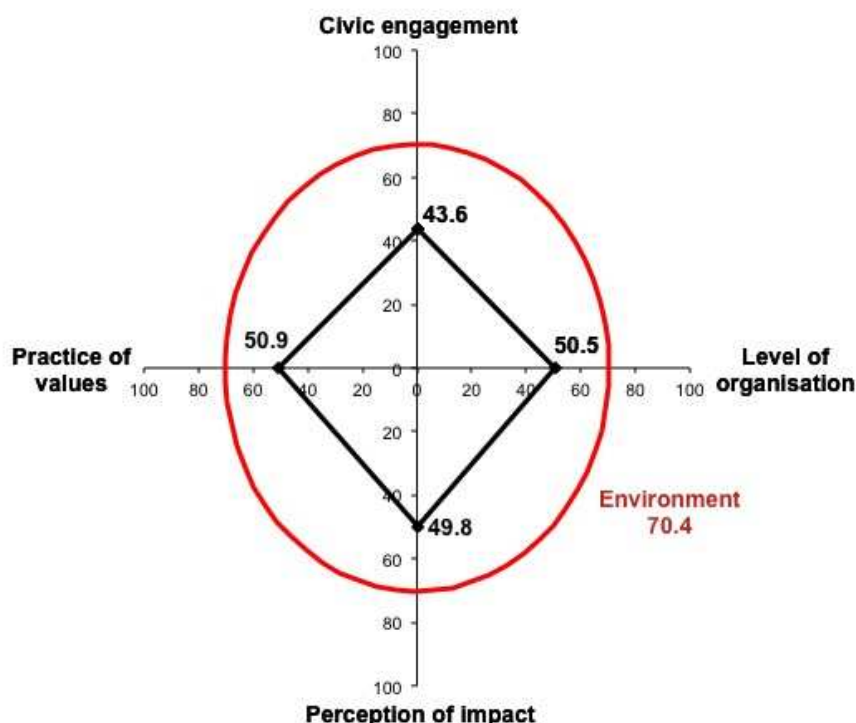 Civic engagement
100
80
60
43.6
40
20
50.9
50.5
Practice of
values
Level of
organisation
0
100 80 60 40 20 0 20 40 60 80 100
20
40
49.8
Environment
70.4
60
80
100
Perception of impact